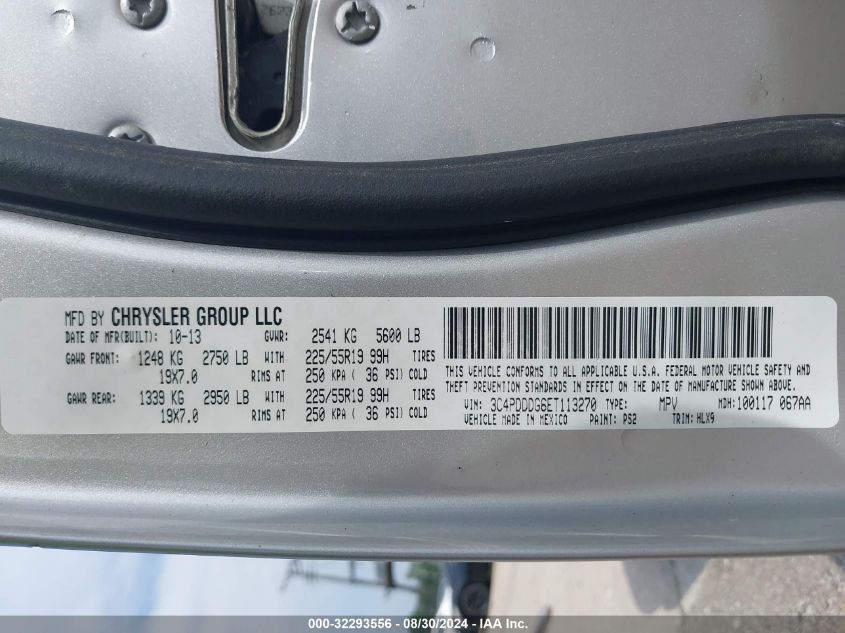 MFD BY CHRYSLER GROUP LLC
DATE OF MFR(BUILT): 10-13 GVWR: 2541 KG 5600 LB
GAWR FRONT: 1248 KG 2750 LB WITH 225/55R19 99H TIRES
19X7.0 RIMS AT 250 KPA ( 36 PSI) COLD
GAWR REAR: 1339 KG 2950 LB WITH 225/55R19 99H TIRES
19X7.0 RIMS AT 250 KPA ( 36 PSI) COLD
THIS VEHICLE CONFORMS TO ALL APPLICABLE U.S.A. FEDERAL MOTOR VEHICLE SAFETY AND
THEFT PREVENTION STANDARDS IN EFFECT ON THE DATE OF MANUFACTURE SHOWN ABOVE.
VIN: 3C4PDDDG6ET113270 TYPE: MPV MDH: 100117 067AA
VEHICLE MADE IN MEXICO PAINT: PS2 TRIM: HLX9
000-32293556 - 08/30/2024 - IAA Inc.